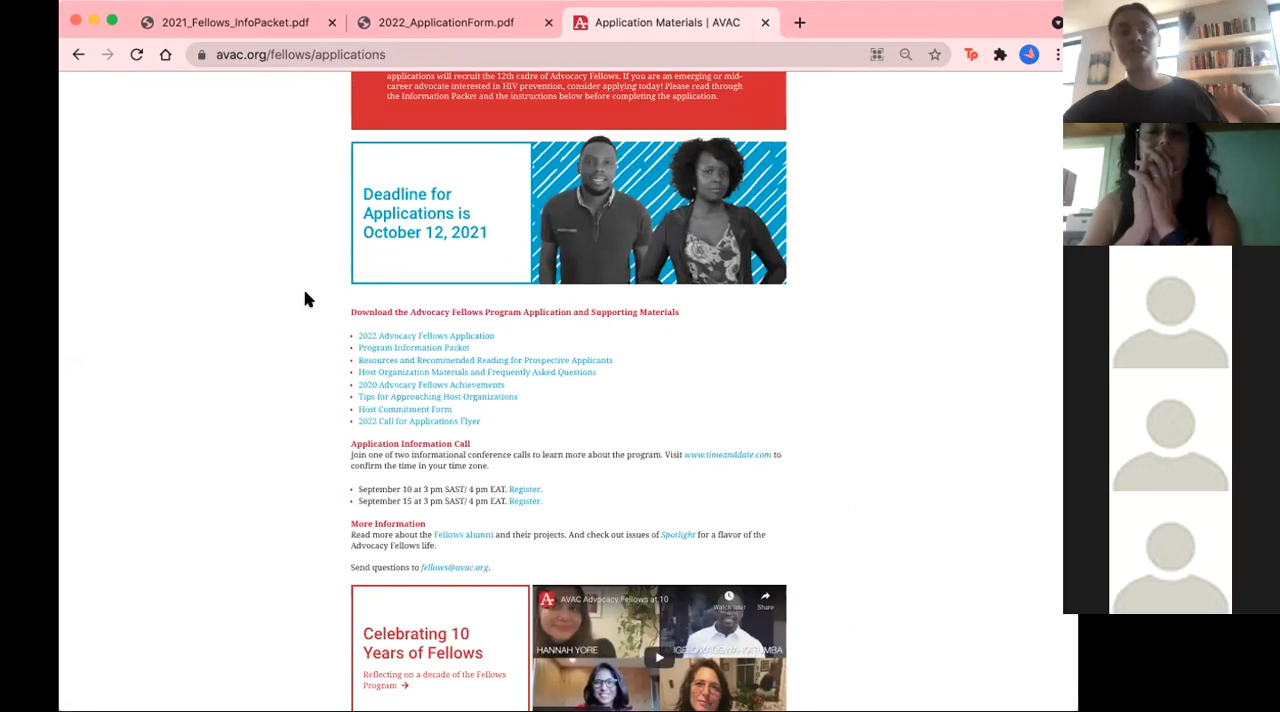 2021_Fellows_InfoPacket.pdf
2022_ApplicationForm.pdf
Application Materials | AVAC
avac.org/fellows/applications
Tp
applications will recruit the 12th cadre of Advocacy Fellows. If you are an emerging or mid-
career advocate interested in HIV prevention, consider applying today! Please read through
the Information Packet and the instructions below before completing the application.
Deadline for
Applications is
October 12, 2021
Download the Advocacy Fellows Program Application and Supporting Materials
• 2022 Advocacy Fellows Application
• Program Information Packet
• Resources and Recommended Reading for Prospective Applicants
• Host Organization Materials and Frequently Asked Questions
• 2020 Advocacy Fellows Achievements
• Tips for Approaching Host Organizations
• Host Commitment Form
• 2022 Call for Applications Flyer
Application Information Call
Join one of two informational conference calls to learn more about the program. Visit www.timeanddate.com to
confirm the time in your time zone.
• September 10 at 3 pm SAST/ 4 pm EAT. Register.
• September 15 at 3 pm SAST/ 4 pm EAT. Register.
More Information
Read more about the Fellows alumni and their projects. And check out issues of Spotlight for a flavor of the
Advocacy Fellows life.
Send questions to fellows@avac.org.
Celebrating 10
Years of Fellows
Reflecting on a decade of the Fellows
Program →
AVAC Advocacy Fellows at 10
Watch later
Share
HANNAH YORE